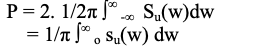 P = 2. 1/2π ∫∞ -∞ Su(w)dw
= 1/π ∫∞ o su(w) dw